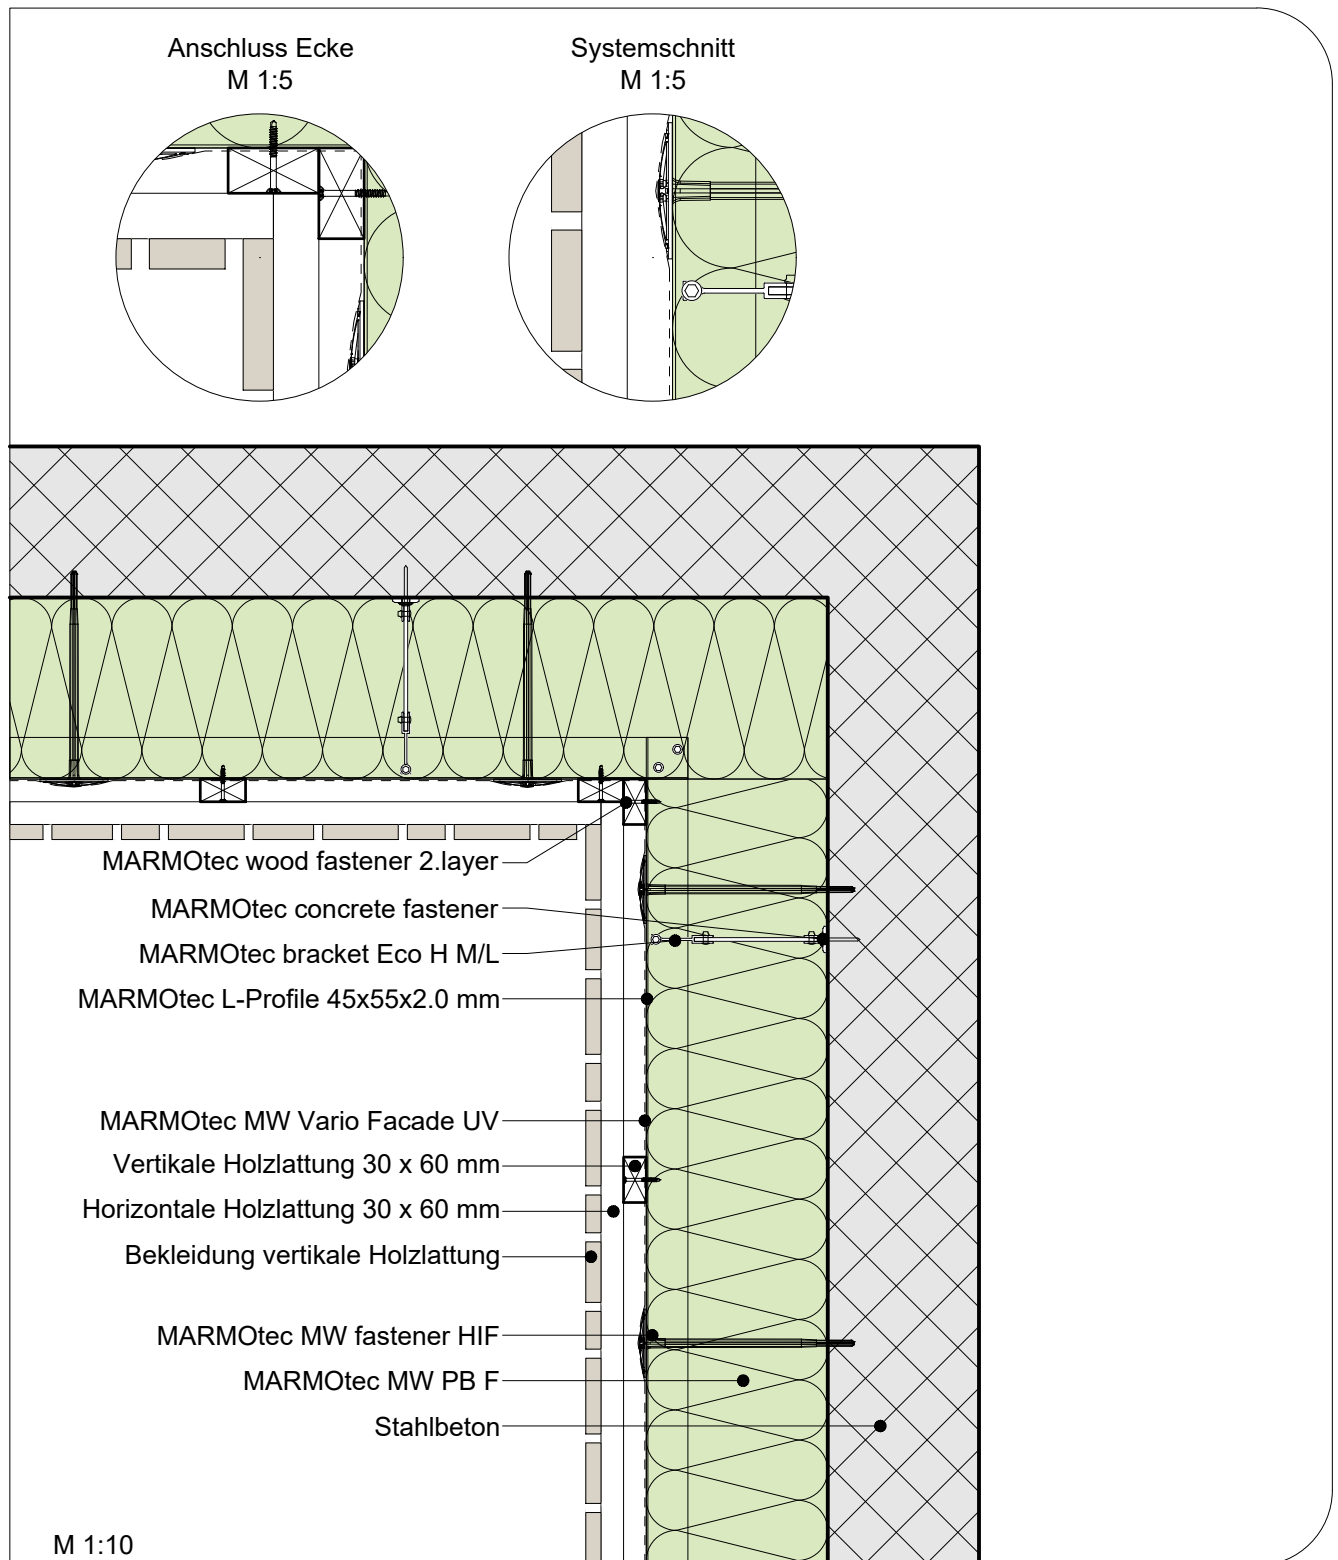 Anschluss Ecke
M 1:5
Systemschnitt
M 1:5
MARMOtec wood fastener 2.layer
MARMOtec concrete fastener
MARMOtec bracket Eco H M/L
MARMOtec L-Profile 45x55x2.0 mm
MARMOtec MW Vario Facade UV
Vertikale Holzlattung 30 x 60 mm
Horizontale Holzlattung 30 x 60 mm
Bekleidung vertikale Holzlattung
MARMOtec MW fastener HIF
MARMOtec MW PB F
Stahlbeton
M 1:10